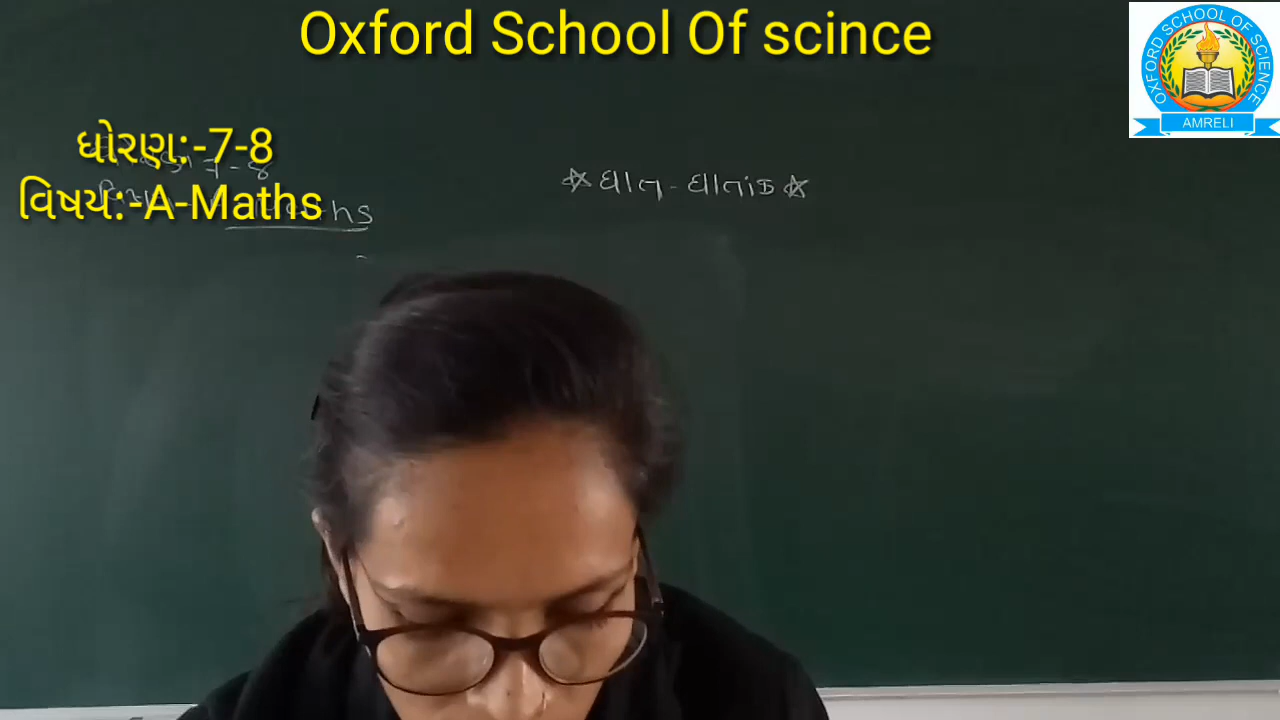 Oxford School Of scince
OXFORD SCHOOL OF SCIENCE
AMRELI
ધોરણ:-7-8
વિષય:-A-Maths
☆ ઘાત - ઘાતાંક ☆